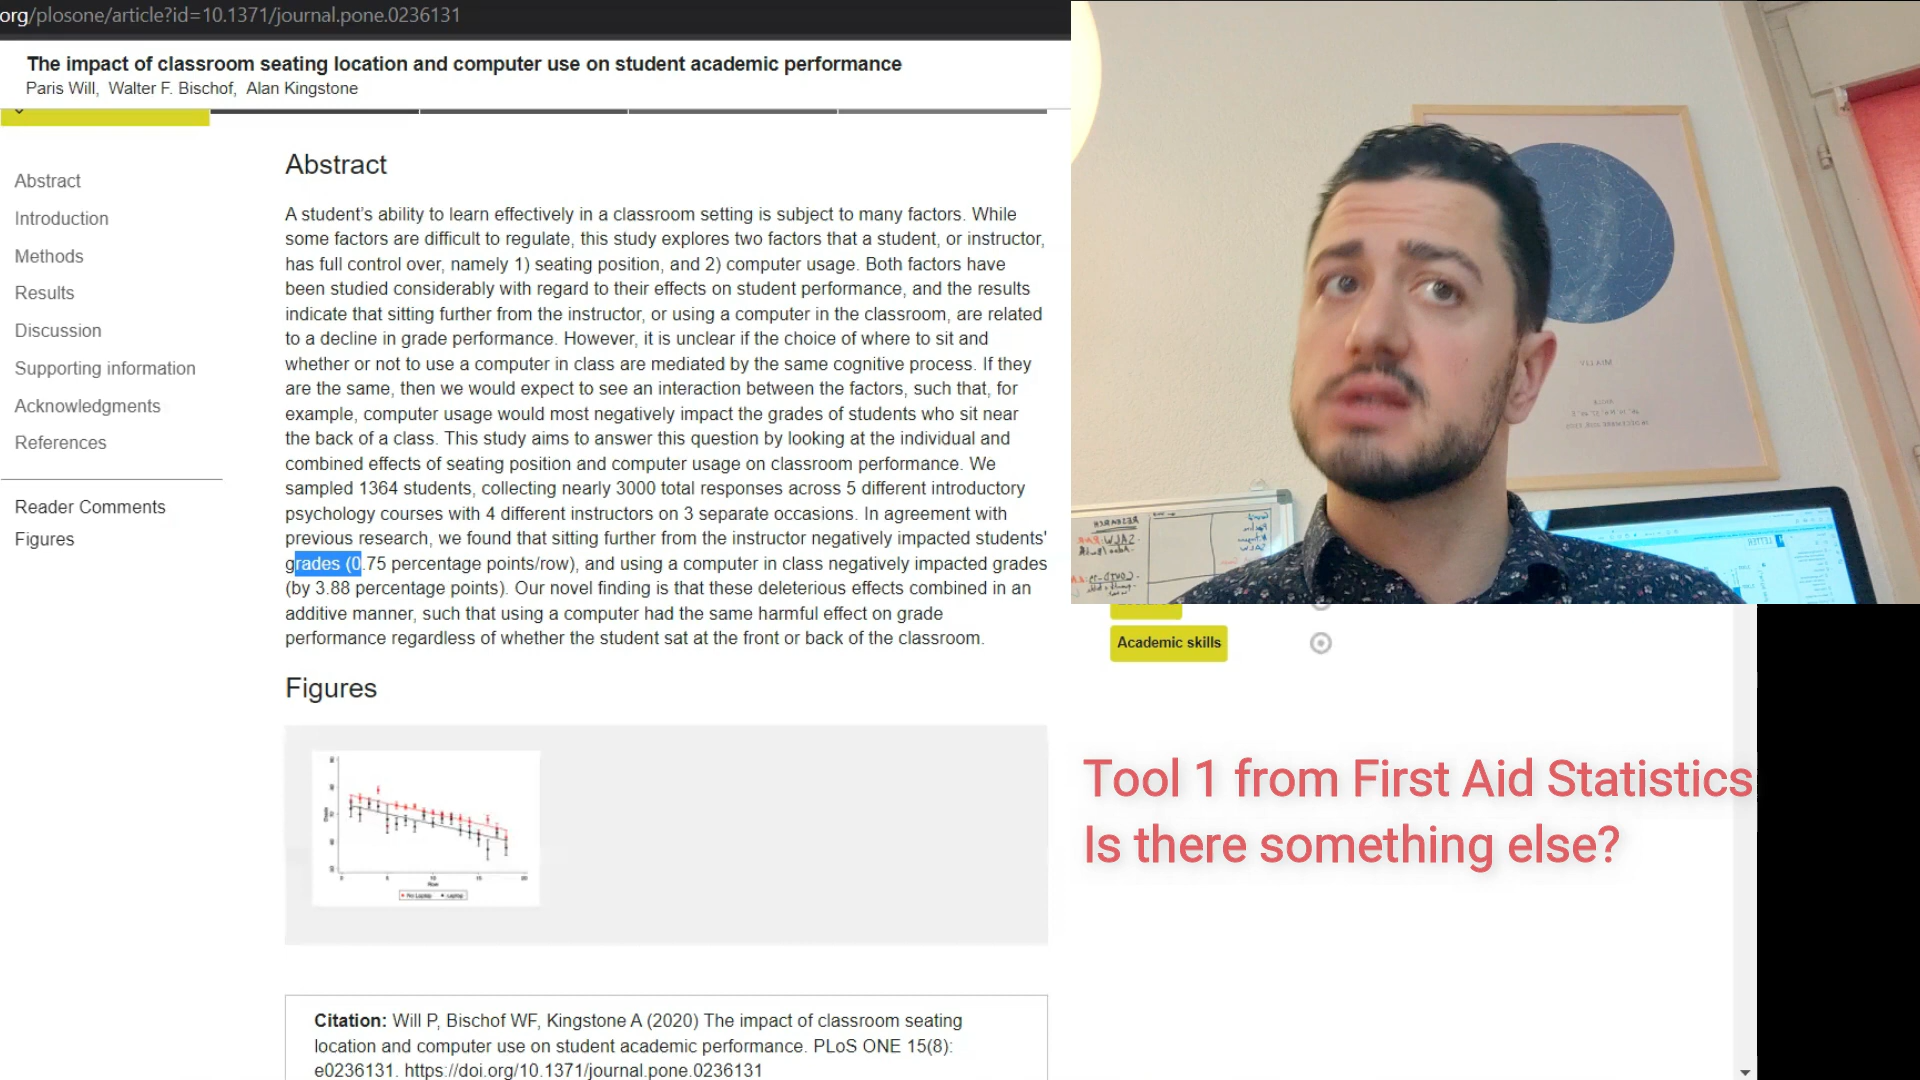 org/plosone/article?id=10.1371/journal.pone.0236131
The impact of classroom seating location and computer use on student academic performance
Paris Will, Walter F. Bischof, Alan Kingstone
Abstract
Introduction
Methods
Results
Discussion
Supporting information
Acknowledgments
References
Reader Comments
Figures
Abstract
A student's ability to learn effectively in a classroom setting is subject to many factors. While
some factors are difficult to regulate, this study explores two factors that a student, or instructor,
has full control over, namely 1) seating position, and 2) computer usage. Both factors have
been studied considerably with regard to their effects on student performance, and the results
indicate that sitting further from the instructor, or using a computer in the classroom, are related
to a decline in grade performance. However, it is unclear if the choice of where to sit and
whether or not to use a computer in class are mediated by the same cognitive process. If they
are the same, then we would expect to see an interaction between the factors, such that, for
example, computer usage would most negatively impact the grades of students who sit near
the back of a class. This study aims to answer this question by looking at the individual and
combined effects of seating position and computer usage on classroom performance. We
sampled 1364 students, collecting nearly 3000 total responses across 5 different introductory
psychology courses with 4 different instructors on 3 separate occasions. In agreement with
previous research, we found that sitting further from the instructor negatively impacted students'
grades (0.75 percentage points/row), and using a computer in class negatively impacted grades
(by 3.88 percentage points). Our novel finding is that these deleterious effects combined in an
additive manner, such that using a computer had the same harmful effect on grade
performance regardless of whether the student sat at the front or back of the classroom.
Figures
Row
No Laptop Laptop
Citation: Will P, Bischof WF, Kingstone A (2020) The impact of classroom seating
location and computer use on student academic performance. PLoS ONE 15(8):
e0236131. https://doi.org/10.1371/journal.pone.0236131
RESEARCH
LETTER
Academic skills
Tool 1 from First Aid Statistics
Is there something else?